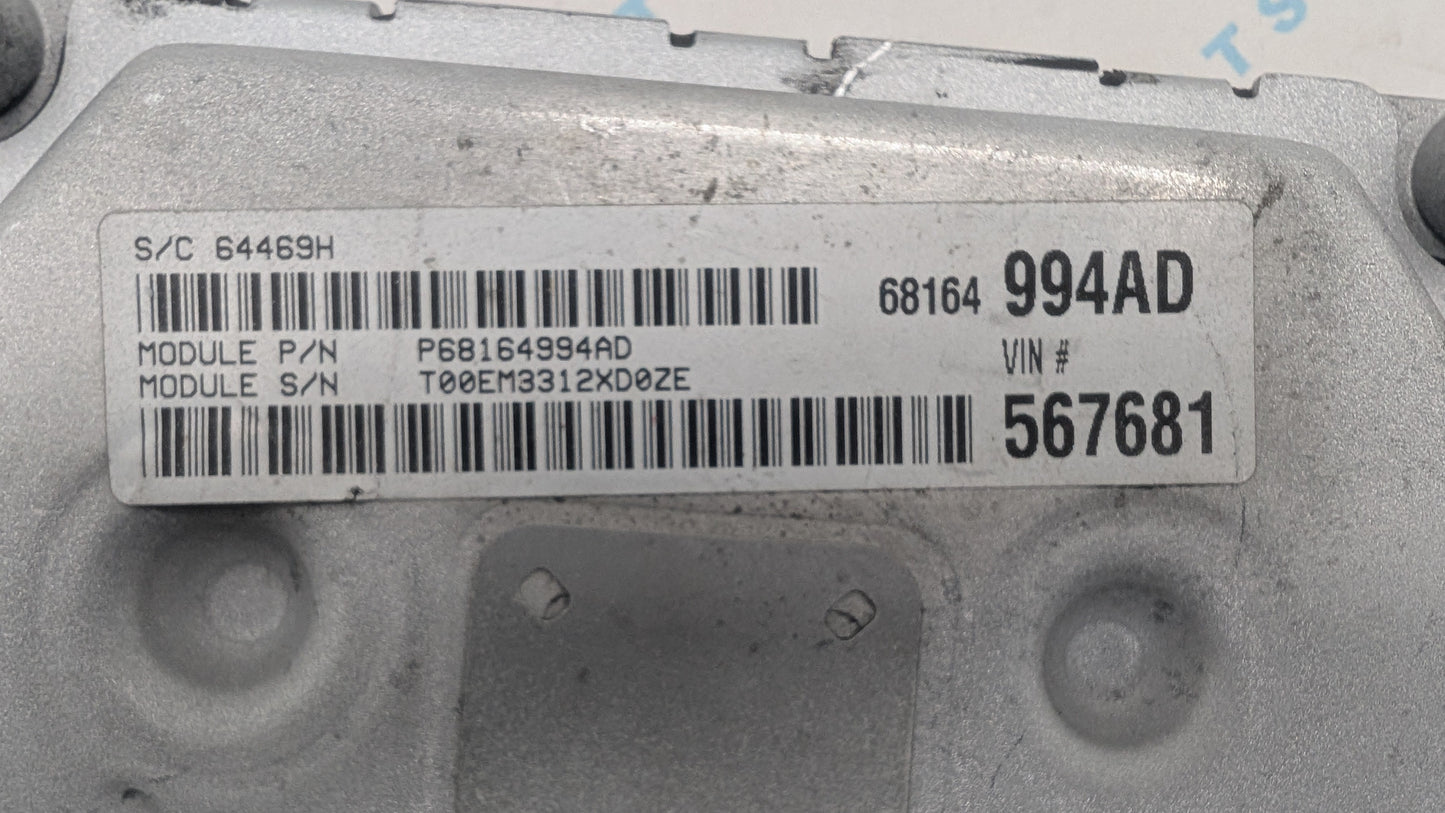 T S
S/C 64469H
68164 994AD
MODULE P/N P68164994AD
VIN #
MODULE S/N T00EM3312XD0ZE
567681